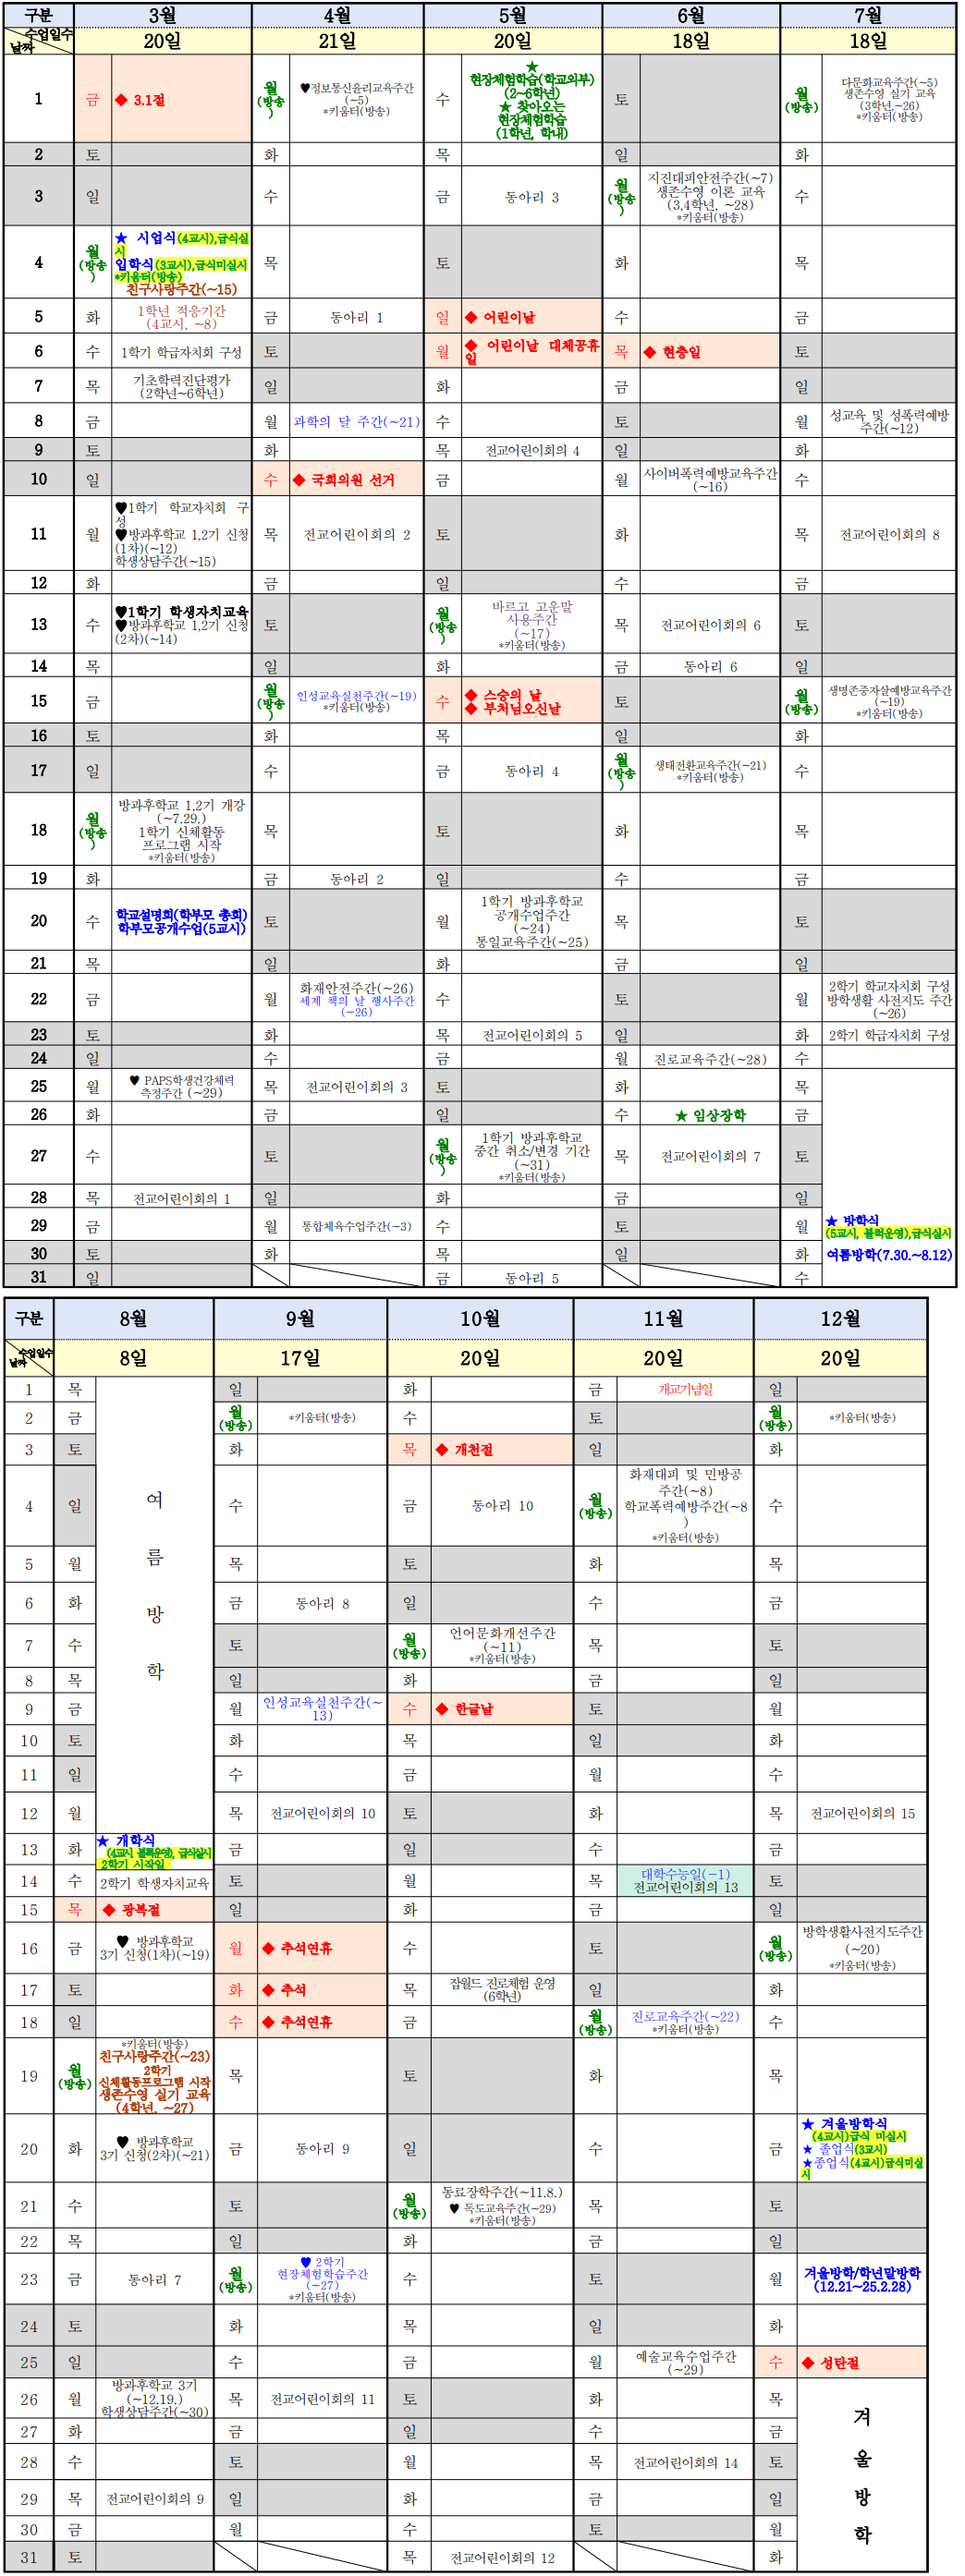 구분 3월 4월 5월 6월 7월
수업일수
날짜 20일 21일 20일 18일 18일
1 금 ◆ 3.1절 월(방송) ♥정보통신윤리교육주간(~5) *키움터(방송) 수 ★ 현장체험학습(학교외부)(2~6학년) ★ 찾아오는 현장체험학습(1학년, 학내) 토 월(방송) 다문화교육주간(~5) 생존수영 실기 교육(3학년,~26) *키움터(방송)
2 토 화 목 일 화
3 일 수 금 동아리 3 월(방송) 지진대피안전주간(~7) 생존수영 이론 교육(3,4학년, ~28) *키움터(방송) 수
4 월(방송) ★ 시업식(4교시),급식실시 입학식(3교시),급식미실시 *키움터(방송) 친구사랑주간(~15) 목 토 화 목
5 화 1학년 적응기간(4교시, ~8) 금 동아리 1 일 ◆ 어린이날 수 금
6 수 1학기 학급자치회 구성 토 월 ◆ 어린이날 대체공휴일 목 ◆ 현충일 토
7 목 기초학력진단평가(2학년~6학년) 일 화 금 일
8 금 월 과학의 달 주간(~21) 수 토 월 성교육 및 성폭력예방주간(~12)
9 토 화 목 전교어린이회의 4 일 화
10 일 수 ◆ 국회의원 선거 금 월 사이버폭력예방교육주간(~16) 수
11 월 ♥1학기 학교자치회 구성 ♥방과후학교 1,2기 신청(1차)(~12) 학생상담주간(~15) 목 전교어린이회의 2 토 화 목 전교어린이회의 8
12 화 금 일 수 금
13 수 ♥1학기 학생자치교육 ♥방과후학교 1,2기 신청(2차)(~14) 토 월(방송) 바르고 고운말 사용주간(~17) *키움터(방송) 목 전교어린이회의 6 토
14 목 일 화 금 동아리 6 일
15 금 월(방송) 인성교육실천주간(~19) *키움터(방송) 수 ◆ 스승의 날 ◆ 부처님오신날 토 월(방송) 생명존중자살예방교육주간(~19) *키움터(방송)
16 토 화 목 일 화
17 일 수 금 동아리 4 월(방송) 생태전환교육주간(~21) *키움터(방송) 수
18 월(방송) 방과후학교 1,2기 개강(~7.29.) 1학기 신체활동 프로그램 시작 *키움터(방송) 목 토 화 목
19 화 금 동아리 2 일 수 금
20 수 학교설명회(학부모 총회) 학부모공개수업(5교시) 토 월 1학기 방과후학교 공개수업주간(~24) 통일교육주간(~25) 목 토
21 목 일 화 금 일
22 금 월 화재안전주간(~26) 세계 책의 날 행사주간(~26) 수 토 월 2학기 학교자치회 구성 방학생활 사전지도 주간(~26)
23 토 화 목 전교어린이회의 5 일 화 2학기 학급자치회 구성
24 일 수 금 월 진로교육주간(~28) 수
25 월 ♥ PAPS학생건강체력 측정주간 (~29) 목 전교어린이회의 3 토 화 목
26 화 금 일 수 ★ 임상장학 금
27 수 토 월(방송) 1학기 방과후학교 중간 취소/변경 기간(~31) *키움터(방송) 목 전교어린이회의 7 토
28 목 전교어린이회의 1 일 화 금 일
29 금 월 통합체육수업주간(~3) 수 토 월 ★ 방학식(5교시, 블럭운영),급식실시
30 토 화 목 일 화 여름방학(7.30.~8.12)
31 일 금 동아리 5 수
구분 8월 9월 10월 11월 12월
수업일수
날짜 8일 17일 20일 20일 20일
1 목 일 화 금 개교기념일 일
2 금 월(방송) *키움터(방송) 수 토 월(방송) *키움터(방송)
3 토 화 목 ◆ 개천절 일 화
4 일 여름방학 수 금 동아리 10 월(방송) 화재대피 및 민방공주간(~8) 학교폭력예방주간(~8) *키움터(방송) 수
5 월 목 토 화 목
6 화 금 동아리 8 일 수 금
7 수 토 월(방송) 언어문화개선주간(~11) *키움터(방송) 목 토
8 목 일 화 금 일
9 금 월 인성교육실천주간(~13) 수 ◆ 한글날 토 월
10 토 화 목 일 화
11 일 수 금 월 수
12 월 목 전교어린이회의 10 토 화 목 전교어린이회의 15
13 화 ★ 개학식(4교시 블록운영), 급식실시 2학기 시작일 금 일 수 금
14 수 2학기 학생자치교육 토 월 목 대학수능일(-1) 전교어린이회의 13 토
15 목 ◆ 광복절 일 화 금 일
16 금 ♥ 방과후학교 3기 신청(1차)(~19) 월 ◆ 추석연휴 수 토 월(방송) 방학생활사전지도주간(~20) *키움터(방송)
17 토 화 ◆ 추석 목 잡월드 진로체험 운영(6학년) 일 화
18 일 수 ◆ 추석연휴 금 월(방송) 진로교육주간(~22) *키움터(방송) 수
19 월(방송) *키움터(방송) 친구사랑주간(~23) 2학기 신체활동프로그램 시작 생존수영 실기 교육(4학년, ~27) 목 토 화 목
20 화 ♥ 방과후학교 3기 신청(2차)(~21) 금 동아리 9 일 수 금 ★ 겨울방학식(4교시)급식 미실시 ★ 졸업식(3교시) ★종업식(4교시)급식미실시
21 수 토 월(방송) 동료장학주간(~11.8.) ♥ 독도교육주간(~29) *키움터(방송) 목 토
22 목 일 화 금 일
23 금 동아리 7 월(방송) ♥ 2학기 현장체험학습주간(~27) *키움터(방송) 수 토 월 겨울방학/학년말방학(12.21~25.2.28)
24 토 화 목 일 화
25 일 수 금 월 예술교육수업주간(~29) 수 ◆ 성탄절
26 월 방과후학교 3기(~12.19.) 학생상담주간(~30) 목 전교어린이회의 11 토 화 목 겨울방학
27 화 금 일 수 금
28 수 토 월 목 전교어린이회의 14 토
29 목 전교어린이회의 9 일 화 금 일
30 금 월 수 토 월
31 토 목 전교어린이회의 12 화